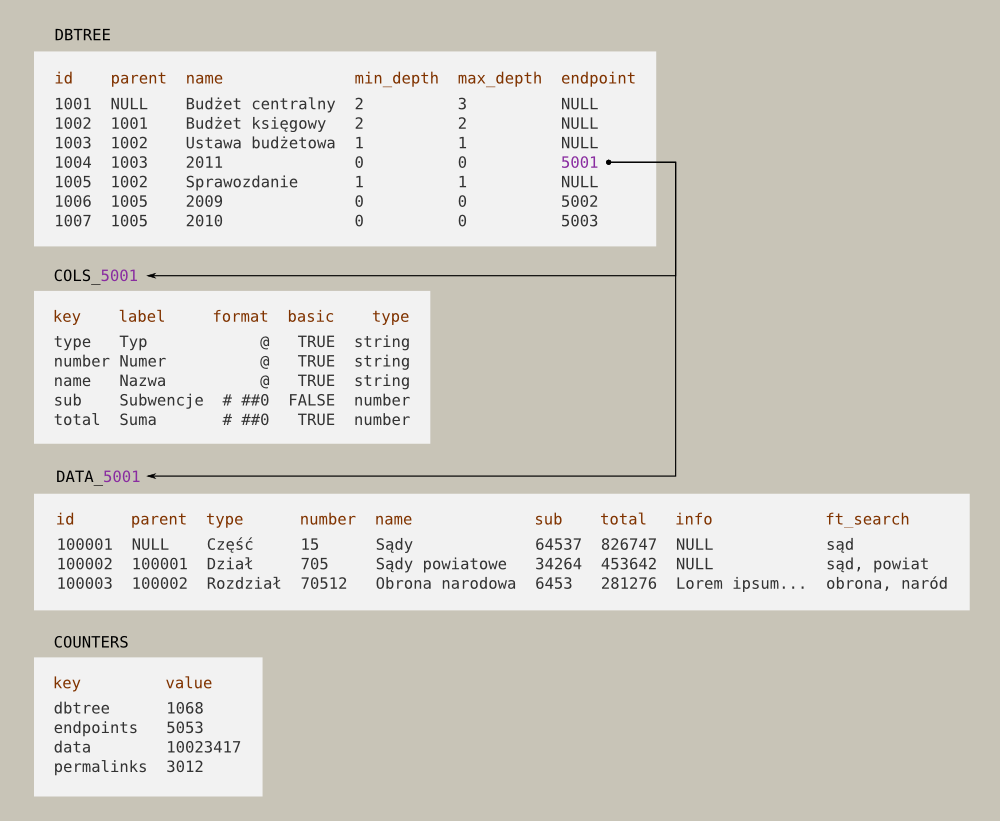 DBTREE
id parent name min_depth max_depth endpoint
1001 NULL Budżet centralny 2 3 NULL
1002 1001 Budżet księgowy 2 2 NULL
1003 1002 Ustawa budżetowa 1 1 NULL
1004 1003 2011 0 0 5001
1005 1002 Sprawozdanie 1 1 NULL
1006 1005 2009 0 0 5002
1007 1005 2010 0 0 5003
COLS_5001
key label format basic type
type Typ @ TRUE string
number Numer @ TRUE string
name Nazwa @ TRUE string
sub Subwencje # ##0 FALSE number
total Suma # ##0 TRUE number
DATA_5001
id parent type number name sub total info ft_search
100001 NULL Część 15 Sądy 64537 826747 NULL sąd
100002 100001 Dział 705 Sądy powiatowe 34264 453642 NULL sąd, powiat
100003 100002 Rozdział 70512 Obrona narodowa 6453 281276 Lorem ipsum... obrona, naród
COUNTERS
key value
dbtree 1068
endpoints 5053
data 10023417
permalinks 3012